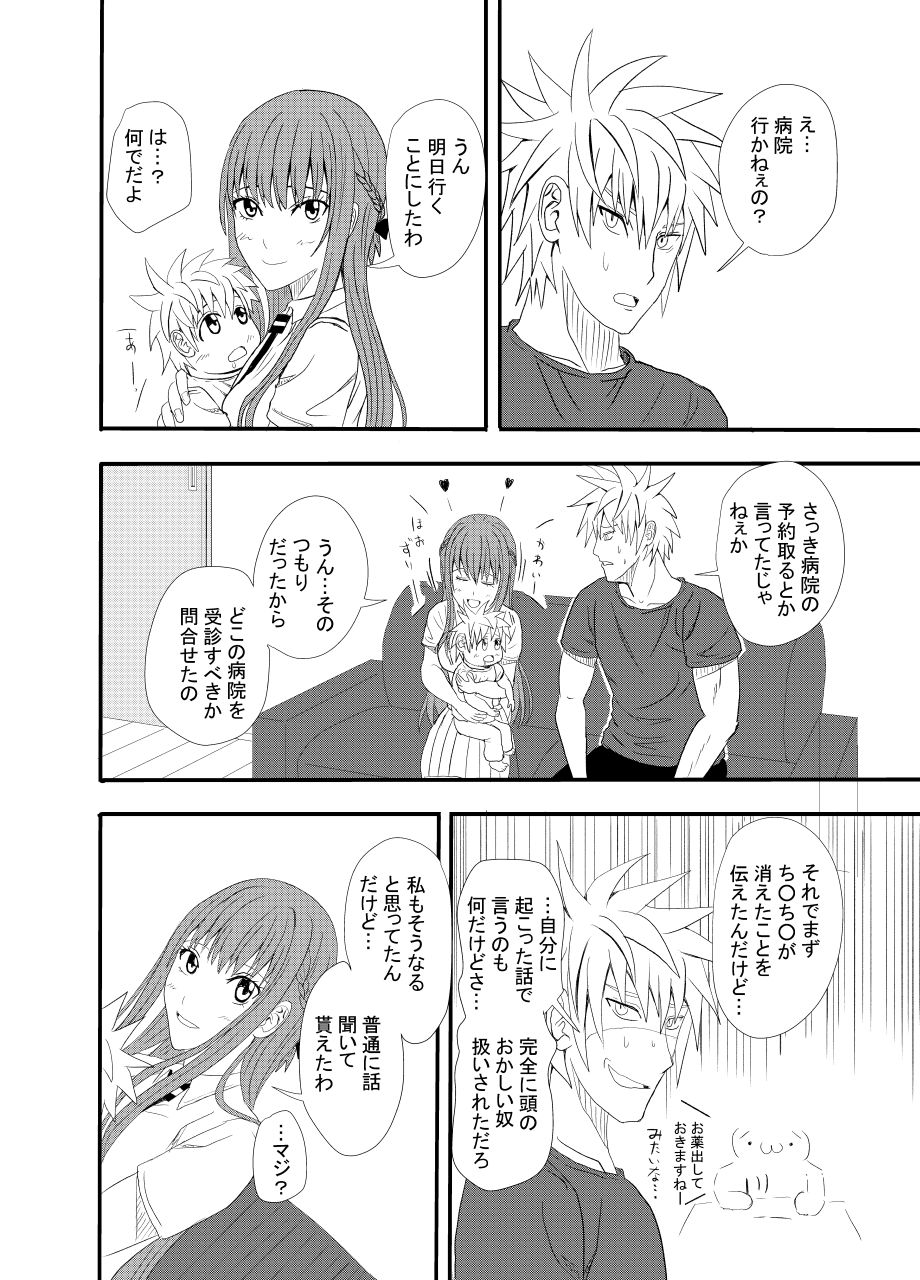 え…
病院
行かねぇの？
うん
明日行く
ことにしたわ
は…？
何でだよ
あー
さっき病院の
予約取るとか
言ってたじゃ
ねぇか
かわいー
ほお
ずり
うん…その
つもり
だったから
どこの病院を
受診すべきか
問合せたの
それでまず
ち〇ち〇が
消えたことを
伝えたんだけど…
…自分に
起こった話で
言うのも
何だけどさ…
完全に頭の
おかしい奴
扱いされただろ
お薬出して
おきますねー
みたいな…
私もそうなる
と思ってたん
だけど…
普通に話
聞いて
貰えたわ
…マジ？